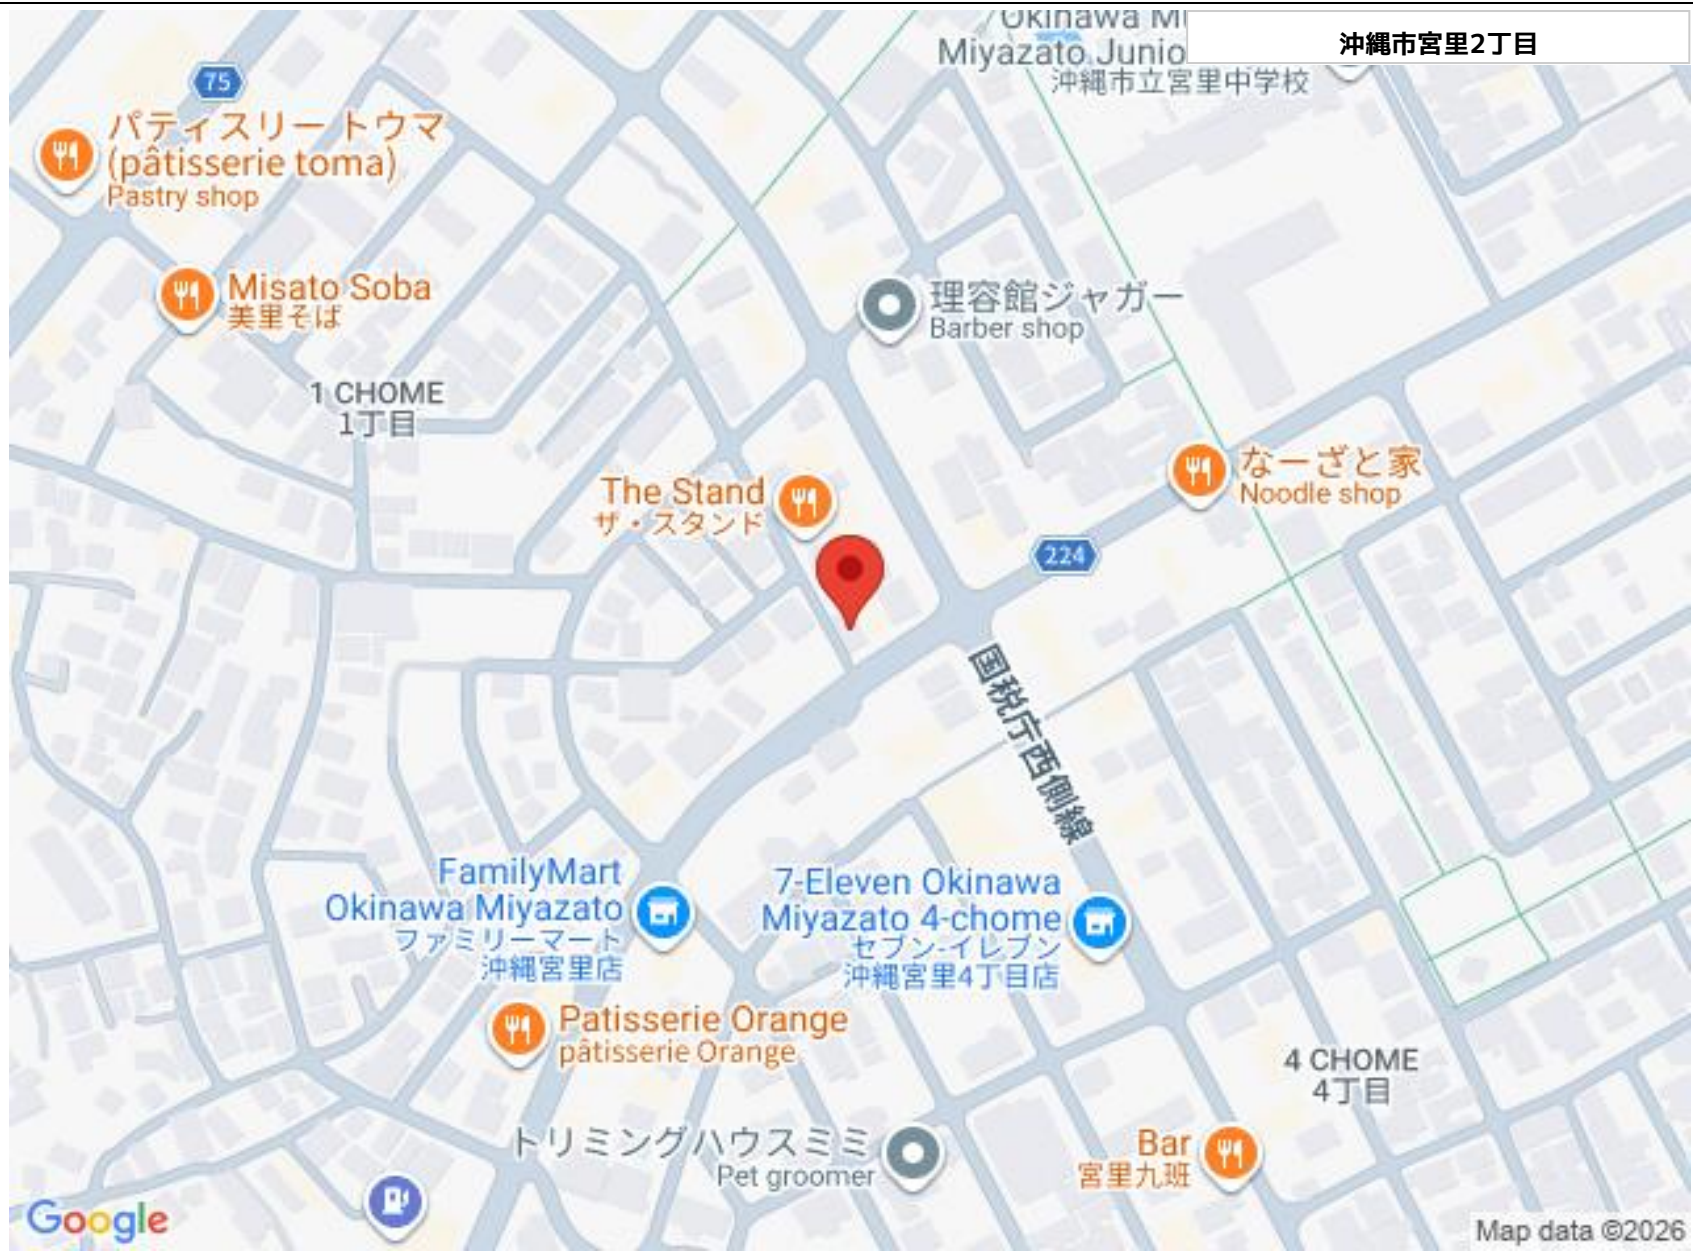 Miyazato Junio
沖縄市立宮里中学校
沖縄市宮里2丁目
75
パティスリー トウマ
(pâtisserie toma)
Pastry shop
Misato Soba
美里そば
理容館ジャガー
Barber shop
1 CHOME
1丁目
The Stand
ザ・スタンド
なーざと家
Noodle shop
224
国税庁西側線
FamilyMart
Okinawa Miyazato
ファミリーマート
沖縄宮里店
7-Eleven Okinawa
Miyazato 4-chome
セブン-イレブン
沖縄宮里4丁目店
Patisserie Orange
pâtisserie Orange
4 CHOME
4丁目
トリミングハウスミミ
Pet groomer
Bar
宮里九班
Google
Map data ©2026